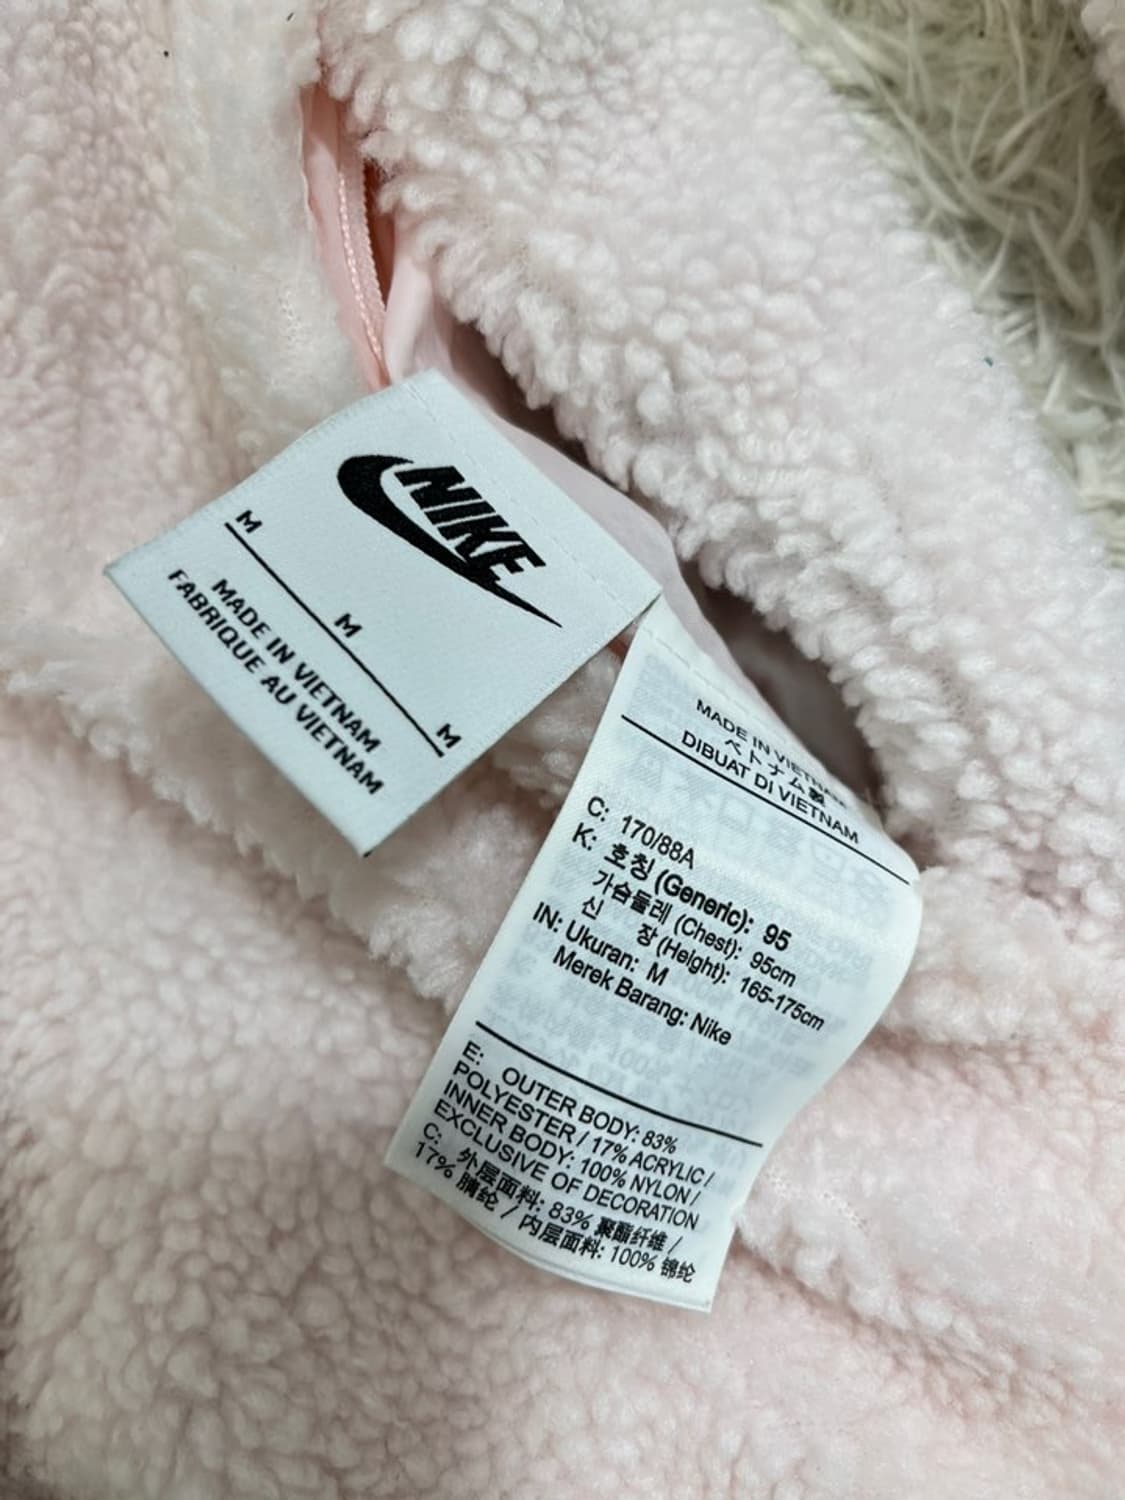 NIKE
M M M
MADE IN VIETNAM
FABRIQUE AU VIETNAM
MADE IN VIETNAM
ベトナム製
DIBUAT DI VIETNAM
C: 170/88A
K: 호칭 (Generic): 95
가슴둘레 (Chest): 95cm
신 장 (Height): 165-175cm
IN: Ukuran: M
Merek Barang: Nike
E: OUTER BODY: 83%
POLYESTER / 17% ACRYLIC /
INNER BODY: 100% NYLON /
EXCLUSIVE OF DECORATION
C: 外层面料: 83% 聚酯纤维 /
17% 腈纶 / 内层面料: 100% 锦纶